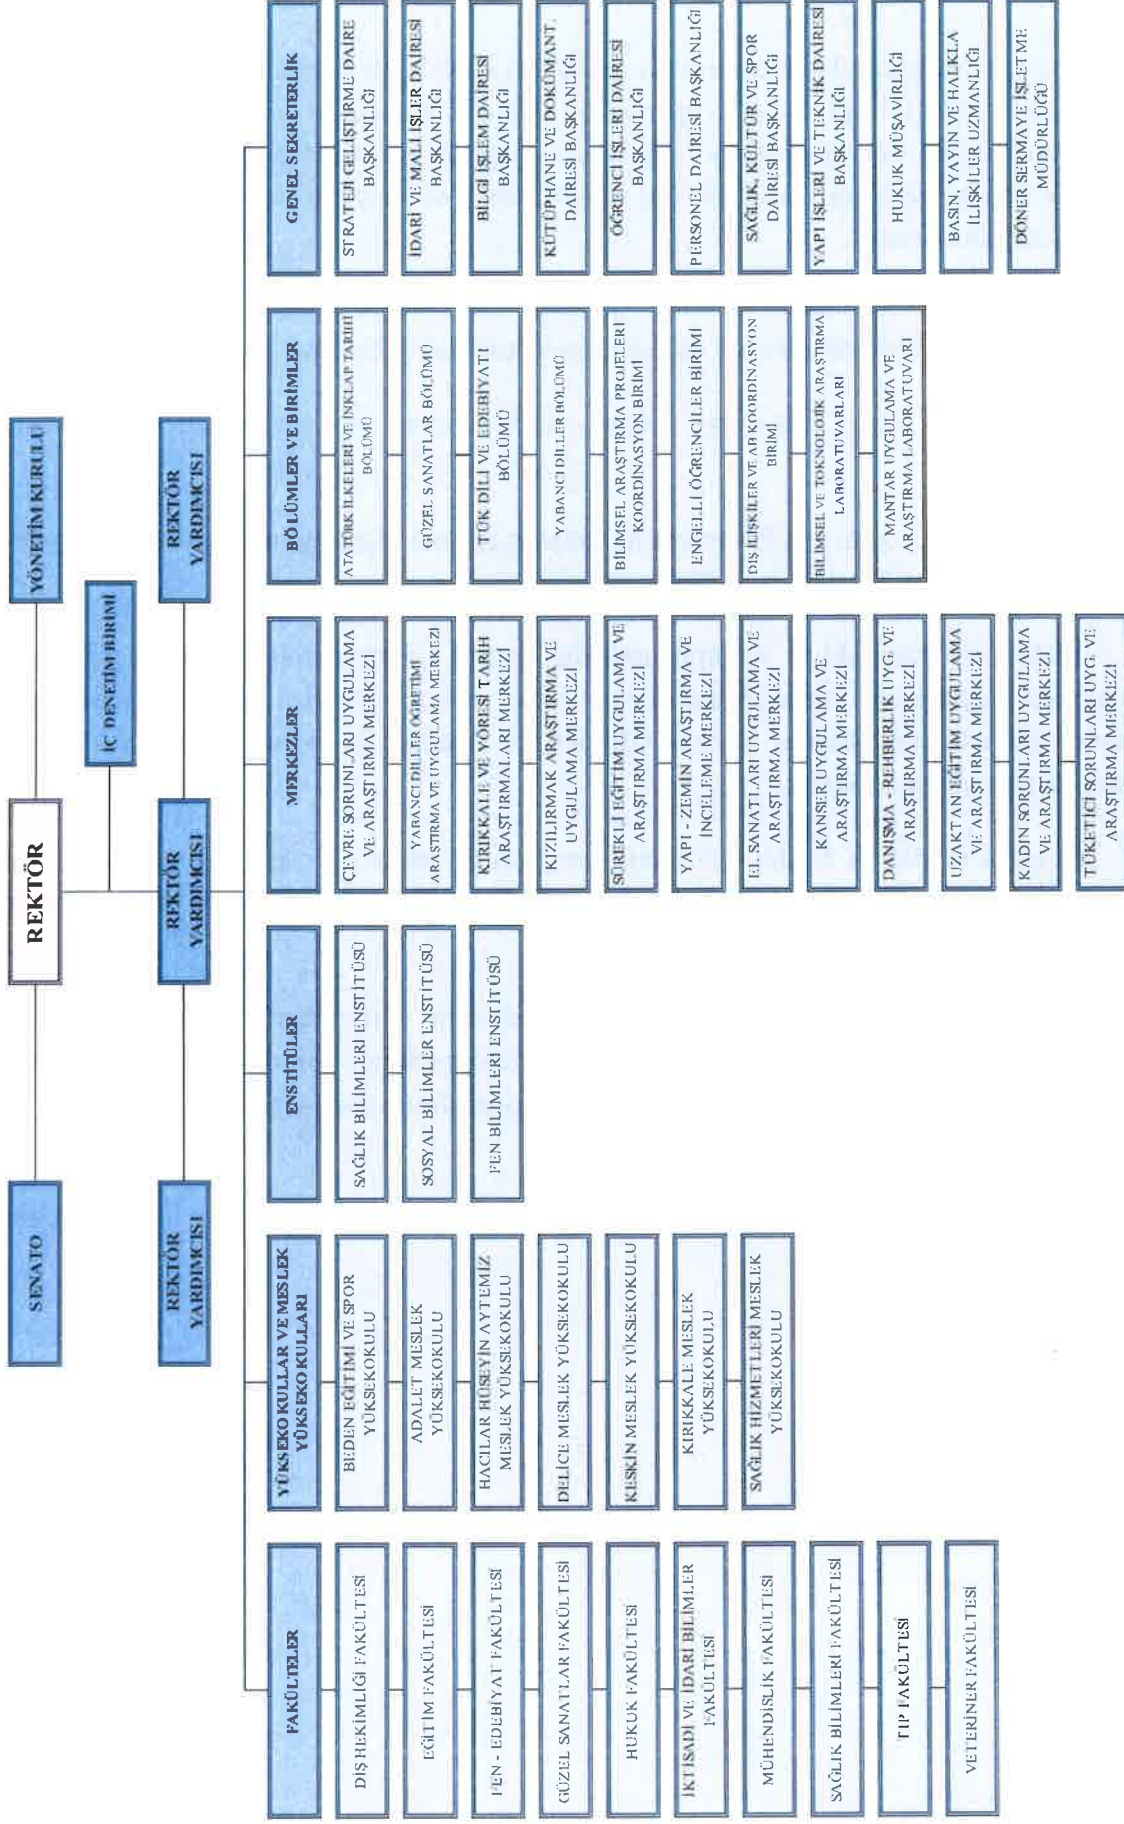 SENATO
REKTÖR
YÖNETİM KURULU
İÇ DENETİM BİRİMİ
REKTÖR
YARDIMCISI
REKTÖR
YARDIMCISI
REKTÖR
YARDIMCISI
FAKÜLTELER
DİŞ HEKİMLİĞİ FAKÜLTESİ
EĞİTİM FAKÜLTESİ
FEN - EDEBİYAT FAKÜLTESİ
GÜZEL SANATLAR FAKÜLTESİ
HUKUK FAKÜLTESİ
İKTİSADİ VE İDARİ BİLİMLER
FAKÜLTESİ
MÜHENDİSLİK FAKÜLTESİ
SAĞLIK BİLİMLERİ FAKÜLTESİ
TIP FAKÜLTESİ
VETERİNER FAKÜLTESİ
YÜKSEKOKULLAR VE MESLEK
YÜKSEKOKULLARI
BEDEN EĞİTİMİ VE SPOR
YÜKSEKOKULU
ADALET MESLEK
YÜKSEKOKULU
HACILAR HÜSEYİN AYTEMİZ
MESLEK YÜKSEKOKULU
DELİCE MESLEK YÜKSEKOKULU
KESKİN MESLEK YÜKSEKOKULU
KIRIKKALE MESLEK
YÜKSEKOKULU
SAĞLIK HİZMETLERİ MESLEK
YÜKSEKOKULU
ENSTİTÜLER
SAĞLIK BİLİMLERİ ENSTİTÜSÜ
SOSYAL BİLİMLER ENSTİTÜSÜ
FEN BİLİMLERİ ENSTİTÜSÜ
MERKEZLER
ÇEVRE SORUNLARI UYGULAMA
VE ARAŞTIRMA MERKEZİ
YABANCI DİLLER ÖĞRETİMİ
ARAŞTIRMA VE UYGULAMA MERKEZİ
KIRIKKALE VE YÖRESİ TARİH
ARAŞTIRMALARI MERKEZİ
KIZILIRMAK ARAŞTIRMA VE
UYGULAMA MERKEZİ
SÜREKLİ EĞİTİM UYGULAMA VE
ARAŞTIRMA MERKEZİ
YAPI - ZEMİN ARAŞTIRMA VE
İNCELEME MERKEZİ
EL SANATLARI UYGULAMA VE
ARAŞTIRMA MERKEZİ
KANSER UYGULAMA VE
ARAŞTIRMA MERKEZİ
DANIŞMA - REHBERLİK UYG. VE
ARAŞTIRMA MERKEZİ
UZAKTAN EĞİTİM UYGULAMA
VE ARAŞTIRMA MERKEZİ
KADIN SORUNLARI UYGULAMA
VE ARAŞTIRMA MERKEZİ
TÜKETİCİ SORUNLARI UYG. VE
ARAŞTIRMA MERKEZİ
BÖLÜMLER VE BİRİMLER
ATATÜRK İLKELERİ VE İNKLAP TARİHİ
BÖLÜMÜ
GÜZEL SANATLAR BÖLÜMÜ
TÜK DİLİ VE EDEBİYATI
BÖLÜMÜ
YABANCI DİLLER BÖLÜMÜ
BİLİMSEL ARAŞTIRMA PROJELERİ
KOORDİNASYON BİRİMİ
ENGELLİ ÖĞRENCİLER BİRİMİ
DIŞ İLİŞKİLER VE AB KOORDİNASYON
BİRİMİ
BİLİMSEL VE TOKNOLOJİK ARAŞTIRMA
LABORATUVARLARI
MANTAR UYGULAMA VE
ARAŞTIRMA LABORATUVARI
GENEL SEKRETERLİK
STRATEJİ GELİŞTİRME DAİRE
BAŞKANLIĞI
İDARİ VE MALİ İŞLER DAİRESİ
BAŞKANLIĞI
BİLGİ İŞLEM DAİRESİ
BAŞKANLIĞI
KÜTÜPHANE VE DOKÜMANT.
DAİRESİ BAŞKANLIĞI
ÖĞRENCİ İŞLERİ DAİRESİ
BAŞKANLIĞI
PERSONEL DAİRESİ BAŞKANLIĞI
SAĞLIK, KÜLTÜR VE SPOR
DAİRESİ BAŞKANLIĞI
YAPI İŞLERİ VE TEKNİK DAİRESİ
BAŞKANLIĞI
HUKUK MÜŞAVİRLİĞİ
BASIN, YAYIN VE HALKLA
İLİŞKİLER UZMANLIĞI
DÖNER SERMAYE İŞLETME
MÜDÜRLÜĞÜ